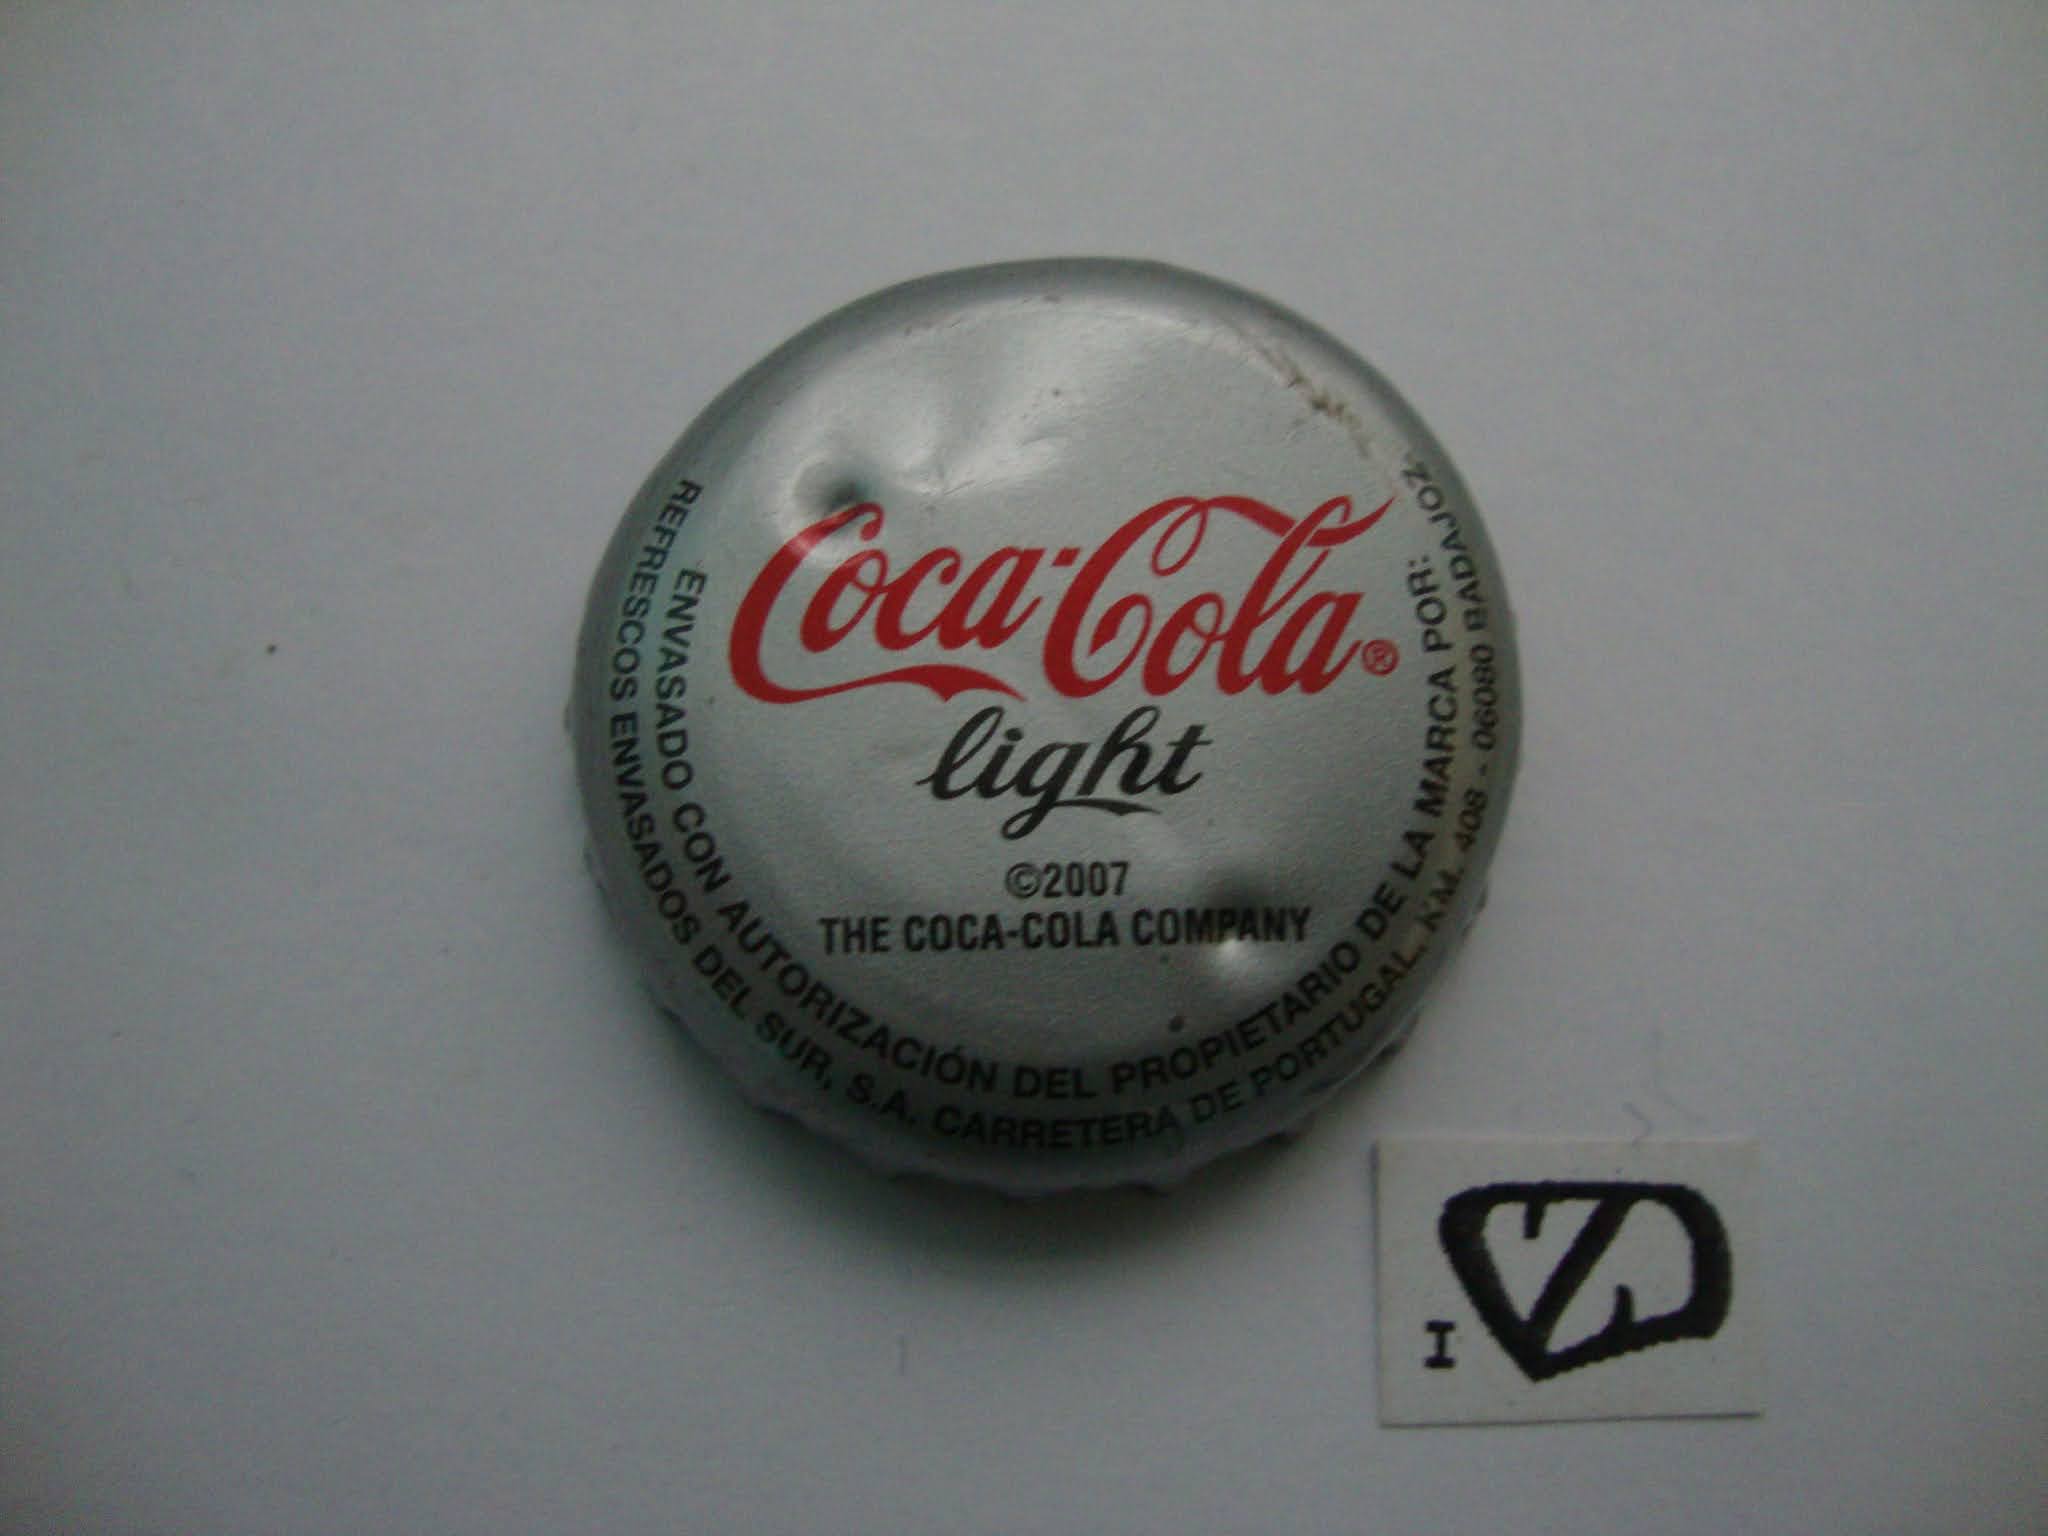 Coca-Cola®
light
©2007
THE COCA-COLA COMPANY
ENVASADO CON AUTORIZACIÓN DEL PROPIETARIO DE LA MARCA POR:
REFRESCOS ENVASADOS DEL SUR, S.A. CARRETERA DE PORTUGAL, KM. 408 - 06080 BADAJOZ
I